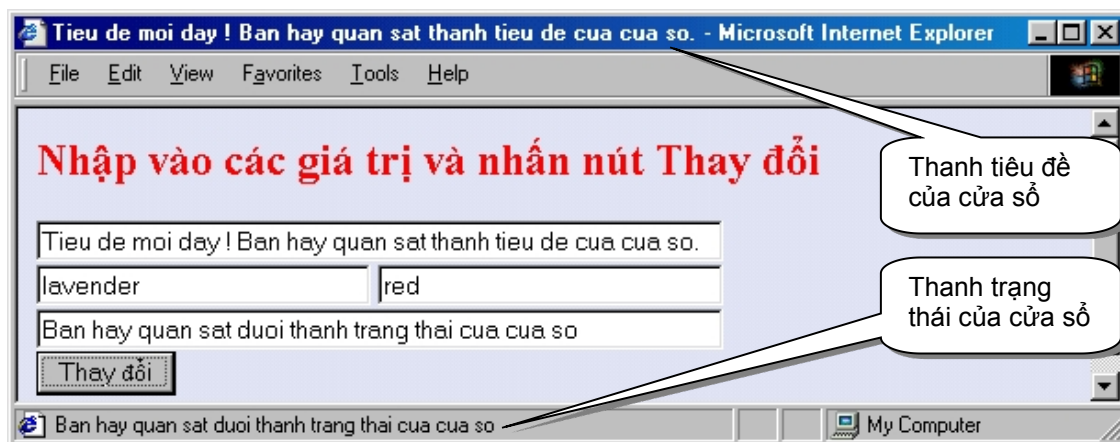 Tieu de moi day ! Ban hay quan sat thanh tieu de cua cua so. - Microsoft Internet Explorer
File Edit View Favorites Tools Help
Nhập vào các giá trị và nhấn nút Thay đổi
Thanh tiêu đề
của cửa sổ
Tieu de moi day ! Ban hay quan sat thanh tieu de cua cua so.
lavender red
Thanh trạng
thái của cửa sổ
Ban hay quan sat duoi thanh trang thai cua cua so
Thay đổi
Ban hay quan sat duoi thanh trang thai cua cua so My Computer